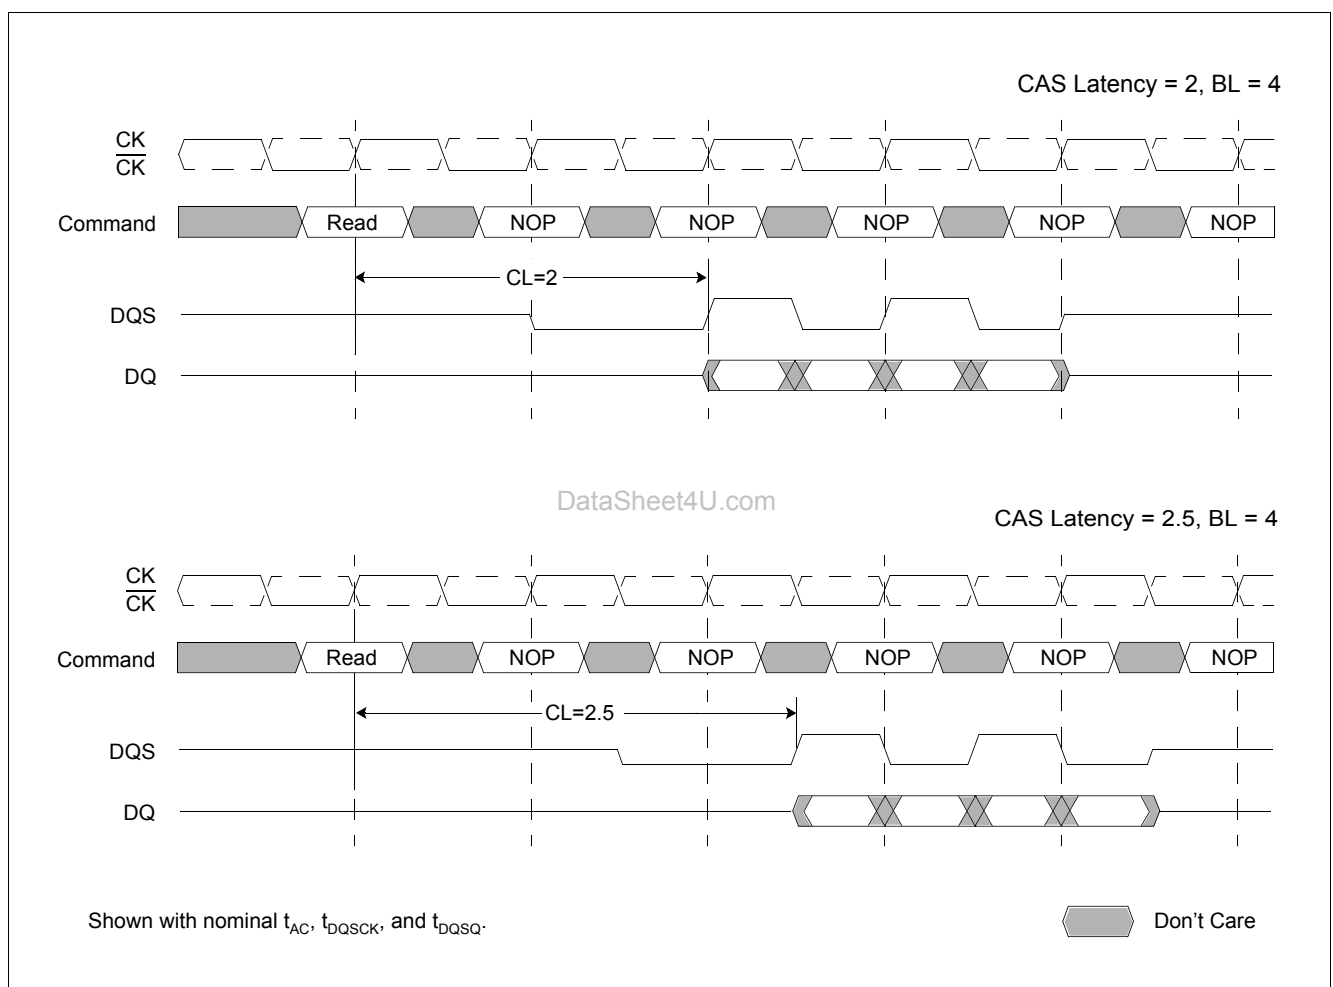 CAS Latency = 2, BL = 4
CK
CK
Command Read NOP NOP NOP NOP NOP
CL=2
DQS
DQ
DataSheet4U.com
CAS Latency = 2.5, BL = 4
CK
CK
Command Read NOP NOP NOP NOP NOP
CL=2.5
DQS
DQ
Shown with nominal tAC, tDQSCK, and tDQSQ.
Don't Care